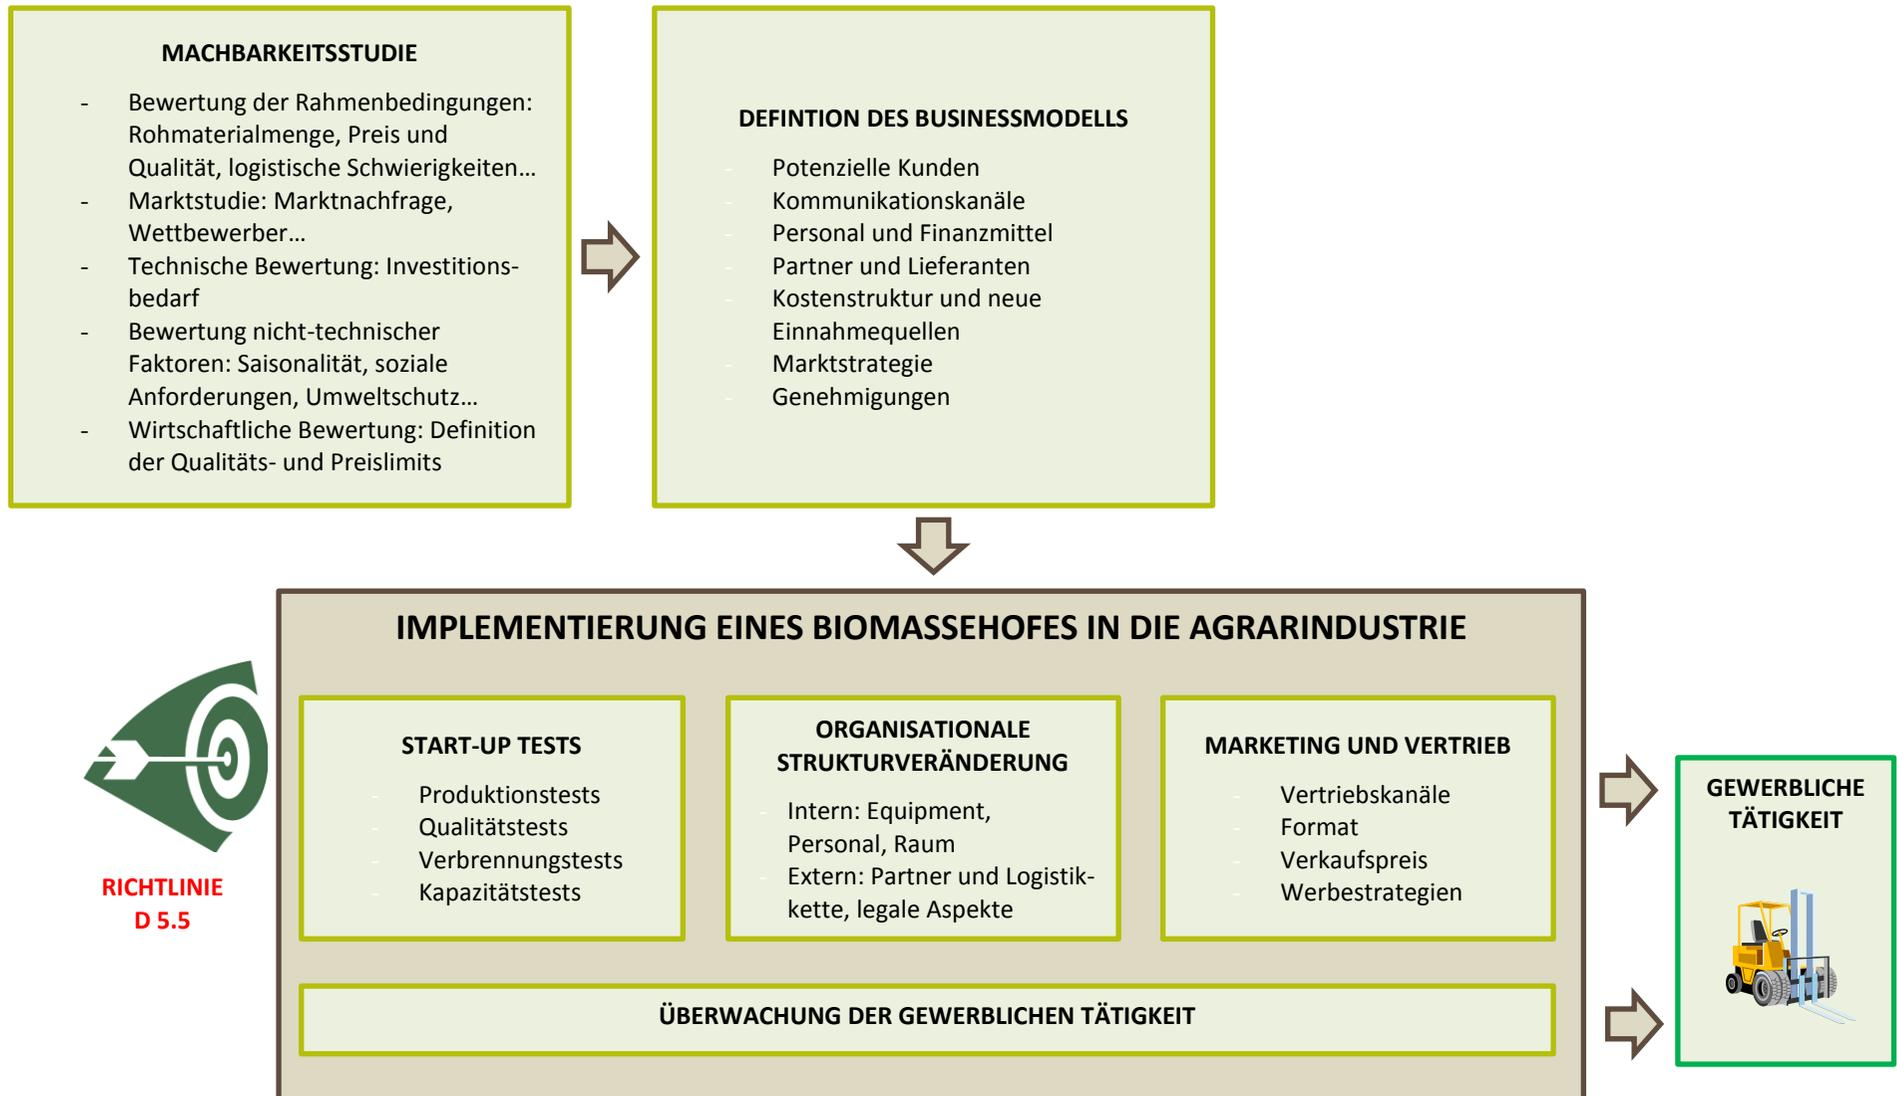 MACHBARKEITSSTUDIE
- Bewertung der Rahmenbedingungen:
Rohmaterialmenge, Preis und
Qualität, logistische Schwierigkeiten…
- Marktstudie: Marktnachfrage,
Wettbewerber…
- Technische Bewertung: Investitions-
bedarf
- Bewertung nicht-technischer
Faktoren: Saisonalität, soziale
Anforderungen, Umweltschutz…
- Wirtschaftliche Bewertung: Definition
der Qualitäts- und Preislimits
DEFINTION DES BUSINESSMODELLS
- Potenzielle Kunden
- Kommunikationskanäle
- Personal und Finanzmittel
- Partner und Lieferanten
- Kostenstruktur und neue
Einnahmequellen
- Marktstrategie
- Genehmigungen
IMPLEMENTIERUNG EINES BIOMASSEHOFES IN DIE AGRARINDUSTRIE
RICHTLINIE
D 5.5
START-UP TESTS
- Produktionstests
- Qualitätstests
- Verbrennungstests
- Kapazitätstests
ORGANISATIONALE
STRUKTURVERÄNDERUNG
- Intern: Equipment,
Personal, Raum
- Extern: Partner und Logistik-
kette, legale Aspekte
MARKETING UND VERTRIEB
- Vertriebskanäle
- Format
- Verkaufspreis
- Werbestrategien
ÜBERWACHUNG DER GEWERBLICHEN TÄTIGKEIT
GEWERBLICHE
TÄTIGKEIT